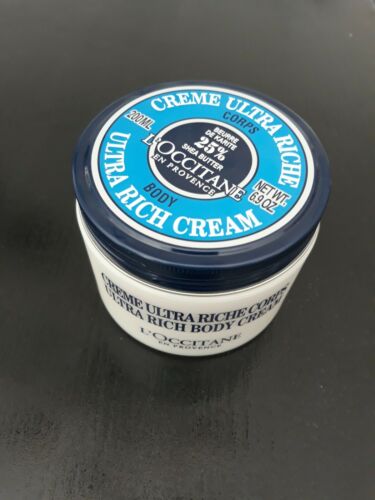 CREME ULTRA RICHE
CORPS
200ML
BEURRE
DE KARITÉ
25%
SHEA BUTTER
L'OCCITANE
EN PROVENCE
BODY
NET WT.
6.9 OZ
ULTRA RICH CREAM
CREME ULTRA RICHE CORPS
ULTRA RICH BODY CREAM
L'OCCITANE
EN PROVENCE